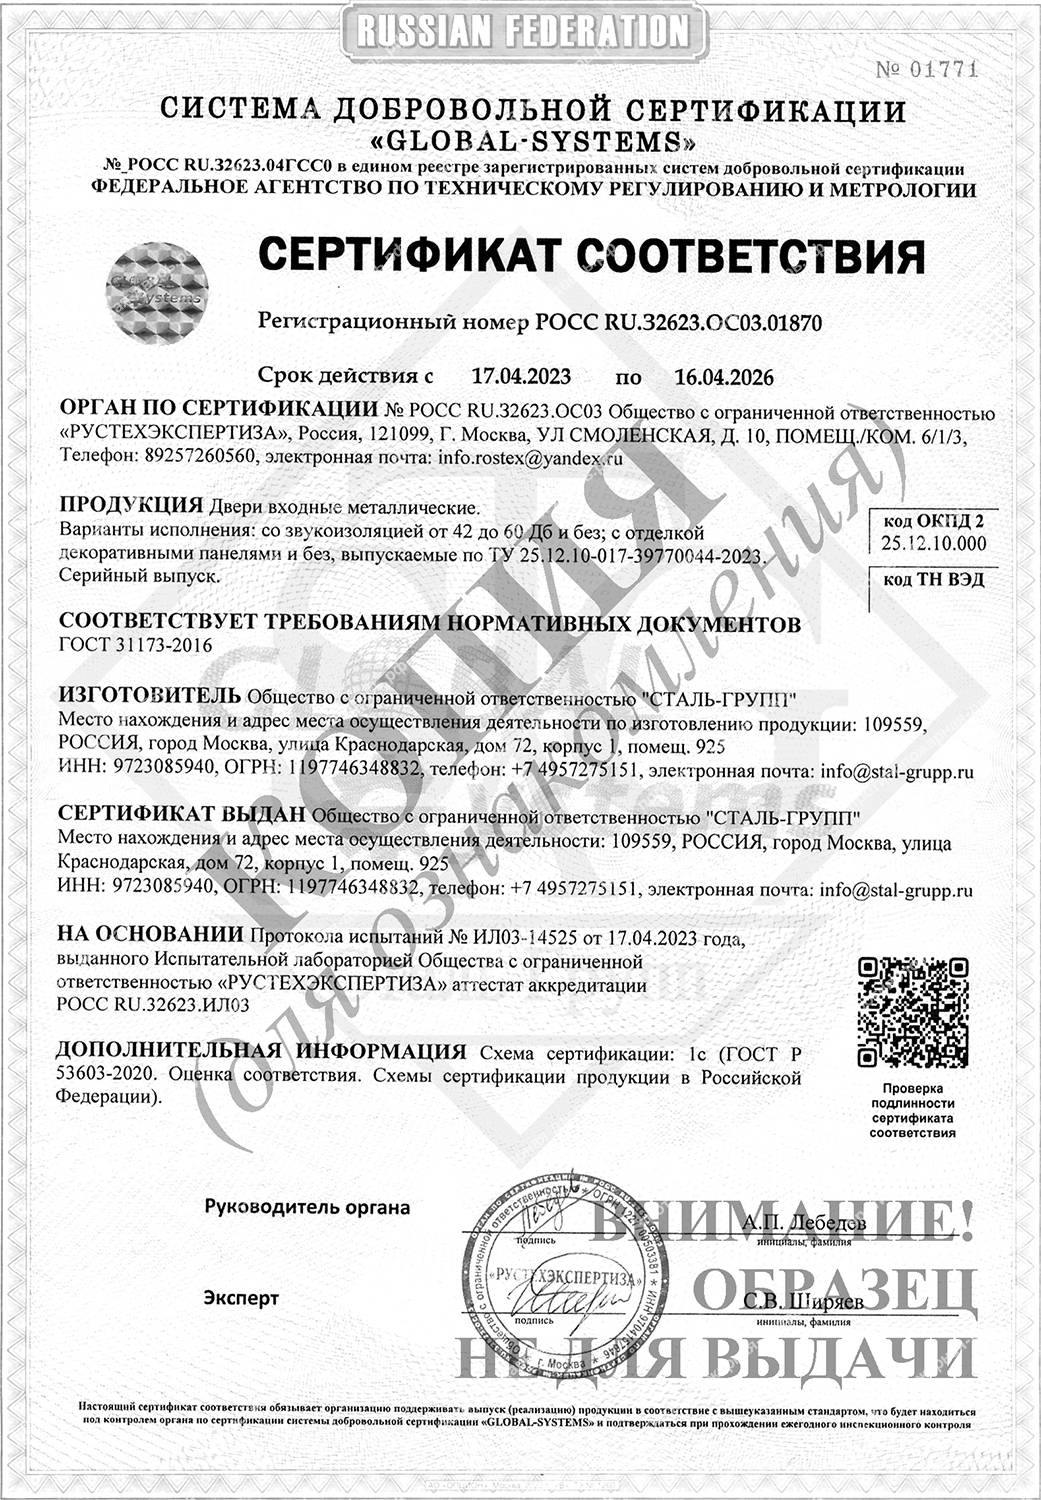 RUSSIAN FEDERATION
№ 01771
СИСТЕМА ДОБРОВОЛЬНОЙ СЕРТИФИКАЦИИ
«GLOBAL-SYSTEMS»
№ РОСС RU.32623.04ГСС0 в едином реестре зарегистрированных систем добровольной сертификации
ФЕДЕРАЛЬНОЕ АГЕНТСТВО ПО ТЕХНИЧЕСКОМУ РЕГУЛИРОВАНИЮ И МЕТРОЛОГИИ
Global
Systems
СЕРТИФИКАТ СООТВЕТСТВИЯ
Регистрационный номер РОСС RU.32623.ОС03.01870
Срок действия с 17.04.2023 по 16.04.2026
ОРГАН ПО СЕРТИФИКАЦИИ № РОСС RU.32623.ОС03 Общество с ограниченной ответственностью
«РУСТЕХЭКСПЕРТИЗА», Россия, 121099, Г. Москва, УЛ СМОЛЕНСКАЯ, Д. 10, ПОМЕЩ./КОМ. 6/1/3,
Телефон: 89257260560, электронная почта: info.rostex@yandex.ru
ПРОДУКЦИЯ Двери входные металлические.
Варианты исполнения: со звукоизоляцией от 42 до 60 Дб и без; с отделкой
декоративными панелями и без, выпускаемые по ТУ 25.12.10-017-39770044-2023.
Серийный выпуск.
код ОКПД 2
25.12.10.000
код ТН ВЭД
СООТВЕТСТВУЕТ ТРЕБОВАНИЯМ НОРМАТИВНЫХ ДОКУМЕНТОВ
ГОСТ 31173-2016
ИЗГОТОВИТЕЛЬ Общество с ограниченной ответственностью "СТАЛЬ-ГРУПП"
Место нахождения и адрес места осуществления деятельности по изготовлению продукции: 109559,
РОССИЯ, город Москва, улица Краснодарская, дом 72, корпус 1, помещ. 925
ИНН: 9723085940, ОГРН: 1197746348832, телефон: +7 4957275151, электронная почта: info@stal-grupp.ru
СЕРТИФИКАТ ВЫДАН Общество с ограниченной ответственностью "СТАЛЬ-ГРУПП"
Место нахождения и адрес места осуществления деятельности: 109559, РОССИЯ, город Москва, улица
Краснодарская, дом 72, корпус 1, помещ. 925
ИНН: 9723085940, ОГРН: 1197746348832, телефон: +7 4957275151, электронная почта: info@stal-grupp.ru
НА ОСНОВАНИИ Протокола испытаний № ИЛ03-14525 от 17.04.2023 года,
выданного Испытательной лабораторией Общества с ограниченной
ответственностью «РУСТЕХЭКСПЕРТИЗА» аттестат аккредитации
РОСС RU.32623.ИЛ03
ДОПОЛНИТЕЛЬНАЯ ИНФОРМАЦИЯ Схема сертификации: 1с (ГОСТ Р
53603-2020. Оценка соответствия. Схемы сертификации продукции в Российской
Федерации).
Проверка
подлинности
сертификата
соответствия
КОПИЯ
(для ознакомления)
Руководитель органа
подпись
А.П. Лебедев
инициалы, фамилия
Эксперт
подпись
С.В. Ширяев
инициалы, фамилия
«РУСТЕХЭКСПЕРТИЗА»
Общество с ограниченной ответственностью
г. Москва
ВНИМАНИЕ!
ОБРАЗЕЦ
НЕ ДЛЯ ВЫДАЧИ
Настоящий сертификат соответствия обязывает организацию поддерживать выпуск (реализацию) продукции в соответствие с вышеуказанным стандартом, что будет находиться
под контролем органа по сертификации системы добровольной сертификации «GLOBAL-SYSTEMS» и подтверждаться при прохождении ежегодного инспекционного контроля